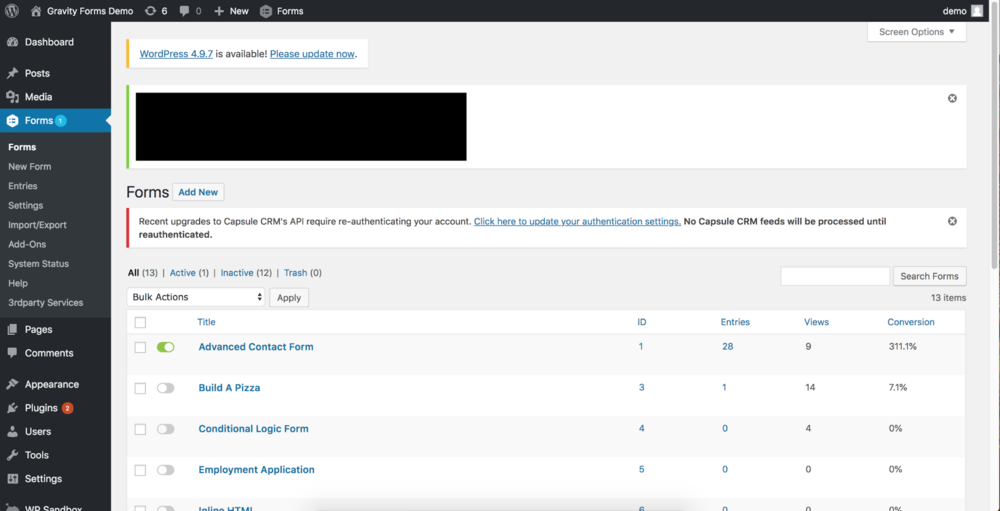 Gravity Forms Demo 6 0 + New Forms demo
Screen Options ▼
Dashboard
Posts
Media
Forms 1
Forms
New Form
Entries
Settings
Import/Export
Add-Ons
System Status
Help
3rdparty Services
Pages
Comments
Appearance
Plugins 2
Users
Tools
Settings
WP Sandbox
WordPress 4.9.7 is available! Please update now.
Forms Add New
Recent upgrades to Capsule CRM's API require re-authenticating your account. Click here to update your authentication settings. No Capsule CRM feeds will be processed until
reauthenticated.
All (13) | Active (1) | Inactive (12) | Trash (0)
Search Forms
Bulk Actions Apply
13 items
Title ID Entries Views Conversion
Advanced Contact Form 1 28 9 311.1%
Build A Pizza 3 1 14 7.1%
Conditional Logic Form 4 0 4 0%
Employment Application 5 0 0 0%
Inline HTML 6 0 0 0%